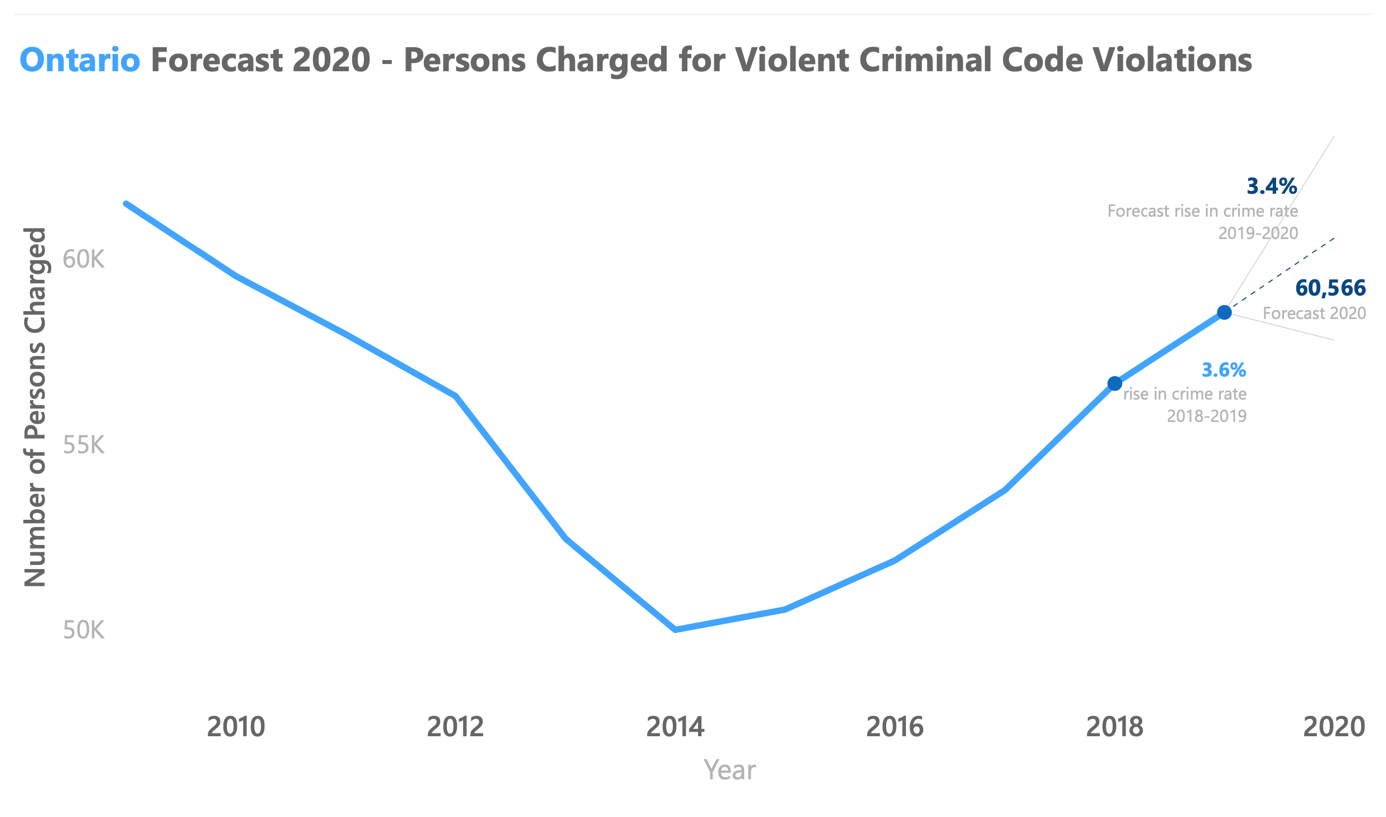 Ontario Forecast 2020 - Persons Charged for Violent Criminal Code Violations
Number of Persons Charged
60K
55K
50K
3.4%
Forecast rise in crime rate
2019-2020
60,566
Forecast 2020
3.6%
rise in crime rate
2018-2019
2010 2012 2014 2016 2018 2020
Year